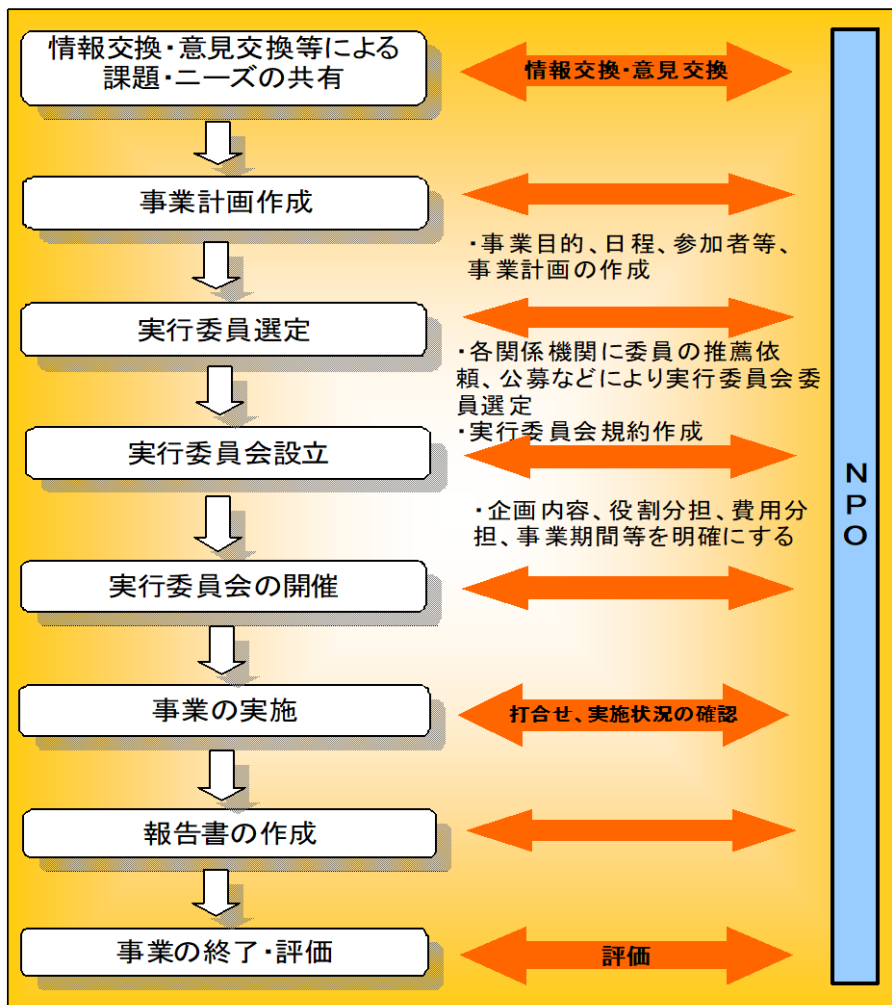 情報交換・意見交換等による
課題・ニーズの共有
情報交換・意見交換
事業計画作成
・事業目的、日程、参加者等、
事業計画の作成
実行委員選定
・各関係機関に委員の推薦依
頼、公募などにより実行委員会委
員選定
・実行委員会規約作成
実行委員会設立
・企画内容、役割分担、費用分
担、事業期間等を明確にする
実行委員会の開催
事業の実施
打合せ、実施状況の確認
報告書の作成
事業の終了・評価
評価
NPO